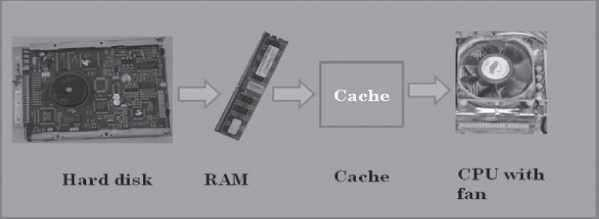 Cache
Hard disk
RAM
Cache
CPU with
fan